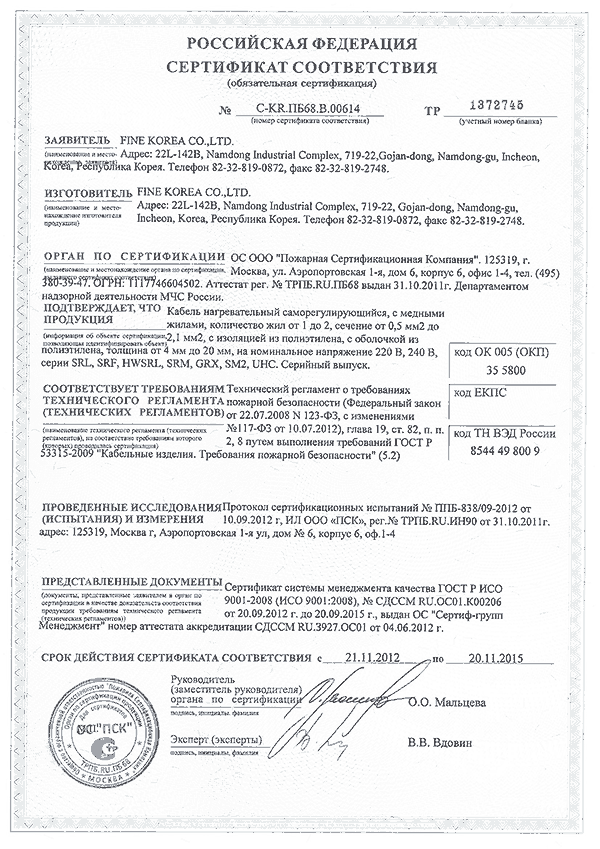 РОССИЙСКАЯ ФЕДЕРАЦИЯ
СЕРТИФИКАТ СООТВЕТСТВИЯ
(обязательная сертификация)
№ C-KR.ПБ68.В.00614 ТР 1372745
(номер сертификата соответствия) (учетный номер бланка)
ЗАЯВИТЕЛЬ FINE KOREA CO.,LTD.
(наименование и место-нахождение заявителя) Адрес: 22L-142B, Namdong Industrial Complex, 719-22,Gojan-dong, Namdong-gu, Incheon,
Korea, Республика Корея. Телефон 82-32-819-0872, факс 82-32-819-2748.
ИЗГОТОВИТЕЛЬ FINE KOREA CO.,LTD.
(наименование и место-нахождение изготовителя продукции) Адрес: 22L-142B, Namdong Industrial Complex, 719-22, Gojan-dong, Namdong-gu,
Incheon, Korea, Республика Корея. Телефон 82-32-819-0872, факс 82-32-819-2748.
ОРГАН ПО СЕРТИФИКАЦИИ ОС ООО "Пожарная Сертификационная Компания". 125319, г.
(наименование и местонахождение органа по сертификации, Москва, ул. Аэропортовская 1-я, дом 6, корпус 6, офис 1-4, тел. (495)
380-39-47. ОГРН: 1117746604502. Аттестат рег. № ТРПБ.RU.ПБ68 выдан 31.10.2011г. Департаментом
надзорной деятельности МЧС России.
ПОДТВЕРЖДАЕТ, ЧТО Кабель нагревательный саморегулирующийся, с медными
ПРОДУКЦИЯ жилами, количество жил от 1 до 2, сечение от 0,5 мм2 до
(информация об объекте сертификации, позволяющая идентифицировать объект) 2,1 мм2, с изоляцией из полиэтилена, с оболочкой из
полиэтилена, толщина от 4 мм до 20 мм, на номинальное напряжение 220 В, 240 В,
серии SRL, SRF, HWSRL, SRM, GRX, SM2, UHC. Серийный выпуск.
код ОК 005 (ОКП)
35 5800
СООТВЕТСТВУЕТ ТРЕБОВАНИЯМ Технический регламент о требованиях
ТЕХНИЧЕСКОГО РЕГЛАМЕНТА пожарной безопасности (Федеральный закон
(ТЕХНИЧЕСКИХ РЕГЛАМЕНТОВ) от 22.07.2008 N 123-ФЗ, с изменениями
(наименование технического регламента (технических регламентов), на соответствие требованиям которого (которых) проводилась сертификация) №117-ФЗ от 10.07.2012), глава 19, ст. 82, п. п.
2, 8 путем выполнения требований ГОСТ Р
53315-2009 "Кабельные изделия. Требования пожарной безопасности" (5.2)
код ЕКПС
код ТН ВЭД России
8544 49 800 9
ПРОВЕДЕННЫЕ ИССЛЕДОВАНИЯ Протокол сертификационных испытаний № ППБ-838/09-2012 от
(ИСПЫТАНИЯ) И ИЗМЕРЕНИЯ 10.09.2012 г, ИЛ ООО «ПСК», рег.№ ТРПБ.RU.ИН90 от 31.10.2011г.
адрес: 125319, Москва г, Аэропортовская 1-я ул, дом № 6, корпус 6, оф.1-4
ПРЕДСТАВЛЕННЫЕ ДОКУМЕНТЫ Сертификат системы менеджмента качества ГОСТ Р ИСО
(документы, представленные заявителем в орган по сертификации в качестве доказательств соответствия продукции требованиям технического регламента (технических регламентов)) 9001-2008 (ИСО 9001:2008), № СДССМ RU.ОС01.К00206
от 20.09.2012 г. до 20.09.2015 г., выдан ОС "Сертиф-групп
Менеджмент" номер аттестата аккредитации СДССМ RU.З927.ОС01 от 04.06.2012 г.
СРОК ДЕЙСТВИЯ СЕРТИФИКАТА СООТВЕТСТВИЯ с 21.11.2012 по 20.11.2015
Руководитель
(заместитель руководителя)
органа по сертификации О.О. Мальцева
подпись, инициалы, фамилия
Эксперт (эксперты) В.В. Вдовин
подпись, инициалы, фамилия
Для сертификатов
ОС "ПСК"
ТРПБ.RU.ПБ68
МОСКВА